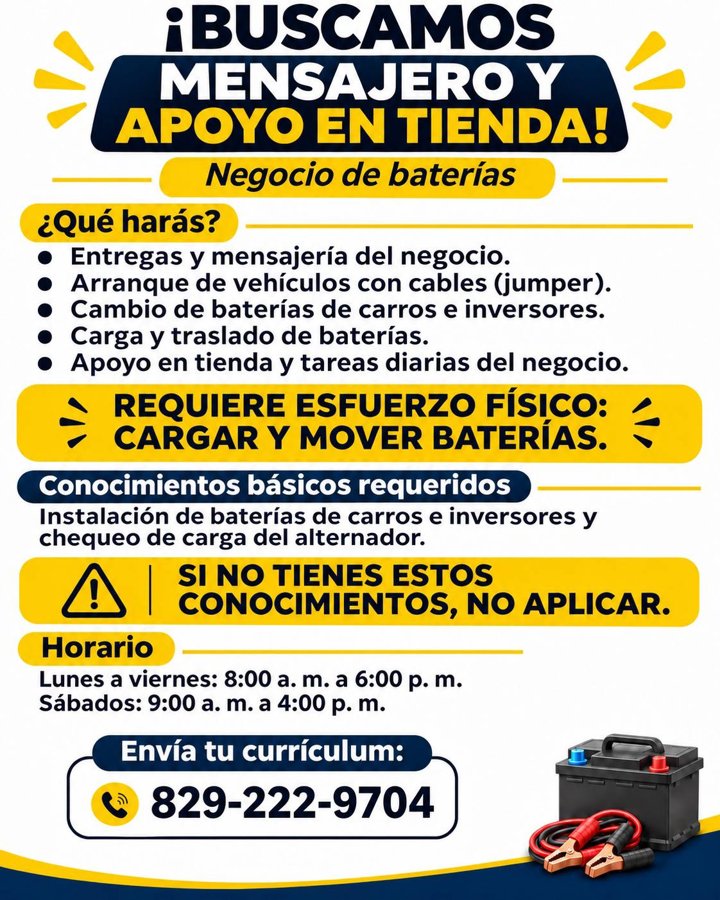 ¡BUSCAMOS
MENSAJERO Y
APOYO EN TIENDA!
Negocio de baterías
¿Qué harás?
● Entregas y mensajería del negocio.
● Arranque de vehículos con cables (jumper).
● Cambio de baterías de carros e inversores.
● Carga y traslado de baterías.
● Apoyo en tienda y tareas diarias del negocio.
REQUIERE ESFUERZO FÍSICO:
CARGAR Y MOVER BATERÍAS.
Conocimientos básicos requeridos
Instalación de baterías de carros e inversores y
chequeo de carga del alternador.
SI NO TIENES ESTOS
CONOCIMIENTOS, NO APLICAR.
Horario
Lunes a viernes: 8:00 a. m. a 6:00 p. m.
Sábados: 9:00 a. m. a 4:00 p. m.
Envía tu currículum:
829-222-9704